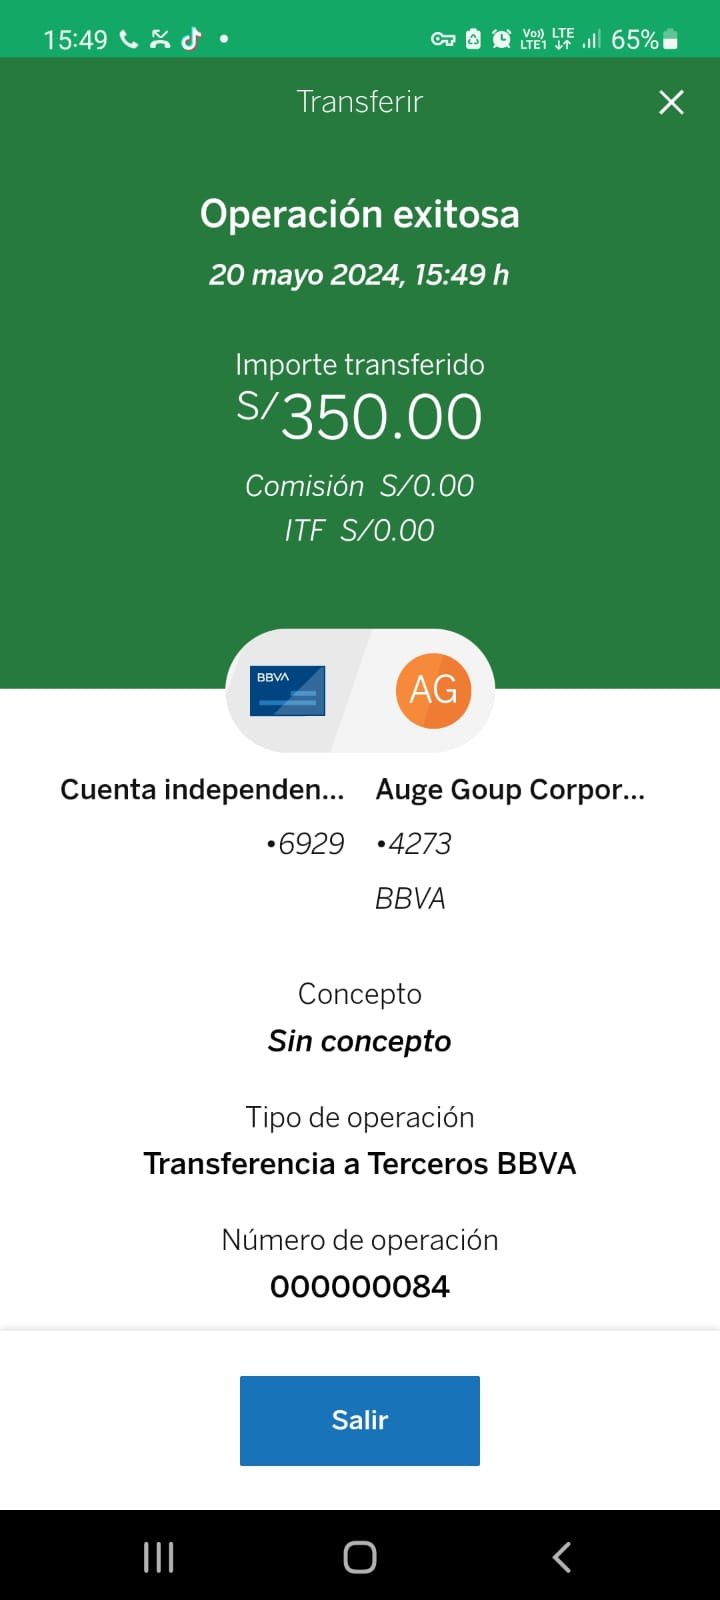 15:49
Vo)) LTE
LTE1
65%
Transferir
Operación exitosa
20 mayo 2024, 15:49 h
Importe transferido
S/350.00
Comisión S/0.00
ITF S/0.00
BBVA
AG
Cuenta independen... Auge Goup Corpor...
•6929 •4273
BBVA
Concepto
Sin concepto
Tipo de operación
Transferencia a Terceros BBVA
Número de operación
000000084
Salir